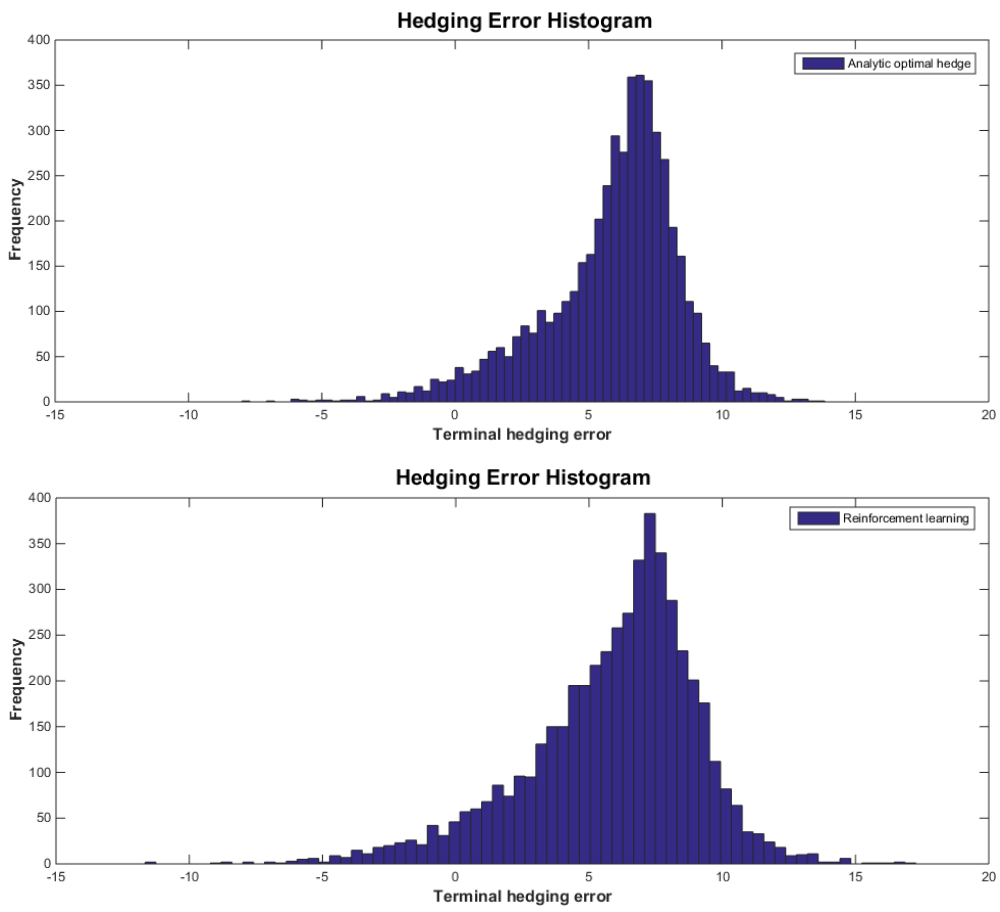 Hedging Error Histogram
400
350
300
250
200
150
100
50
0
Frequency
Analytic optimal hedge
-15 -10 -5 0 5 10 15 20
Terminal hedging error
Hedging Error Histogram
400
350
300
250
200
150
100
50
0
Frequency
Reinforcement learning
-15 -10 -5 0 5 10 15 20
Terminal hedging error